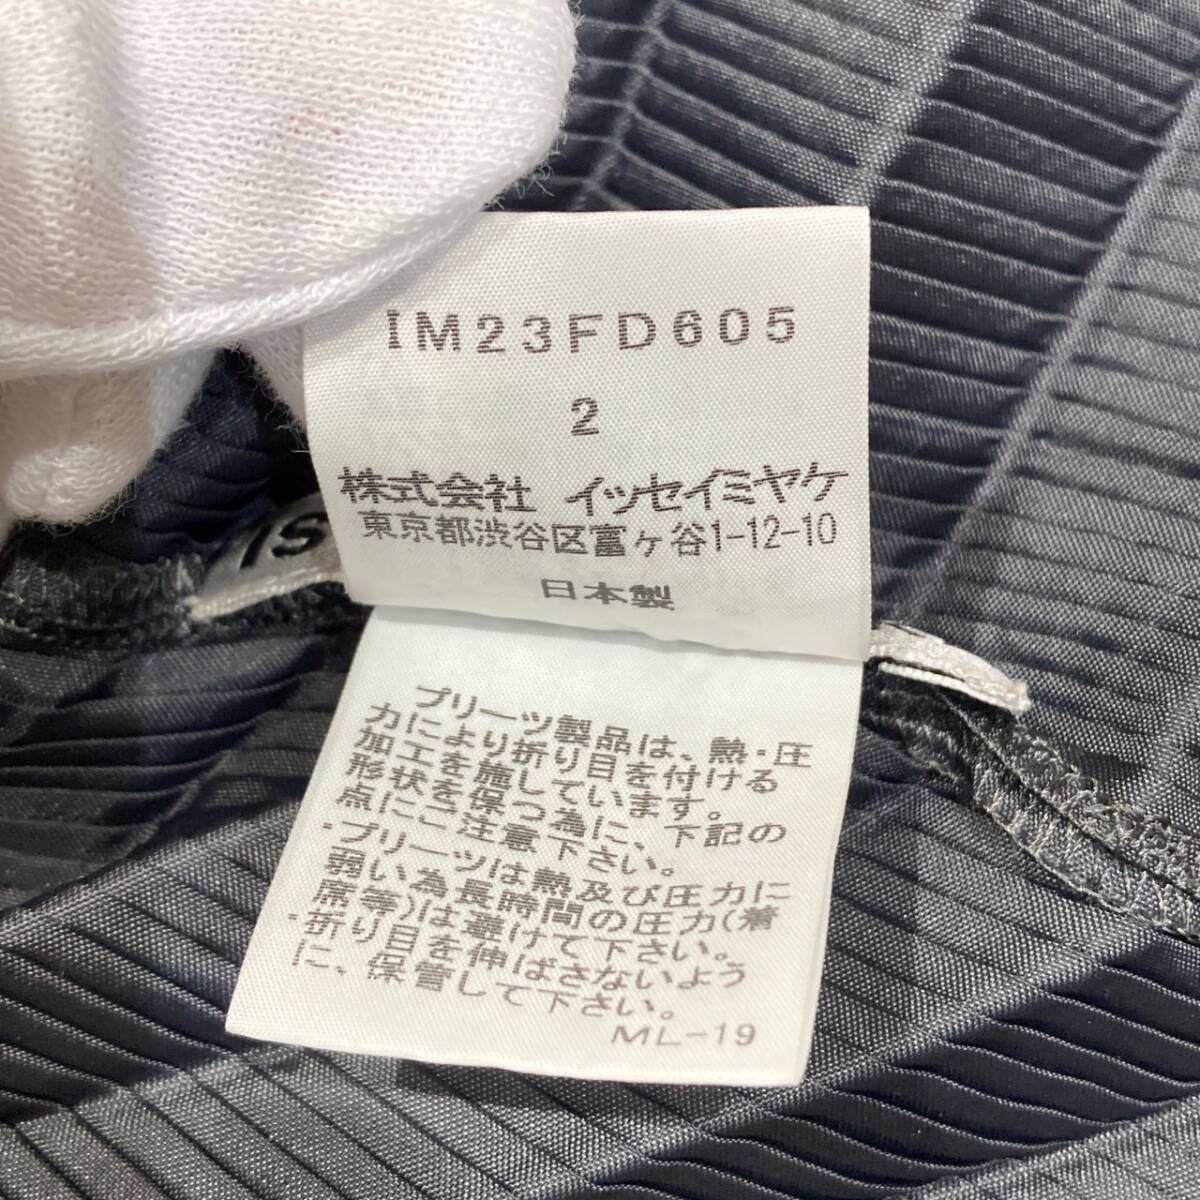 IM23FD605
2
株式会社 イッセイミヤケ
東京都渋谷区富ヶ谷1-12-10
日本製
プリーツ製品は、熱・圧
力により折り目を付ける
加工を施しています。
形状を保つ為に、下記の
点にご注意下さい。
・プリーツは熱及び圧力に
弱い為長時間の圧力(着
席等)は避けて下さい。
・折り目を伸ばさないよう
に、保管して下さい。
ML-19
IS